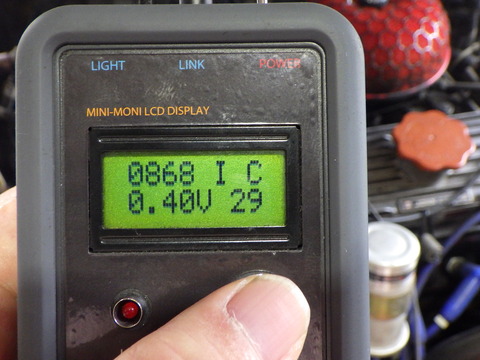 LIGHT LINK POWER
MINI-MONI LCD DISPLAY
0868 I C
0.40V 29